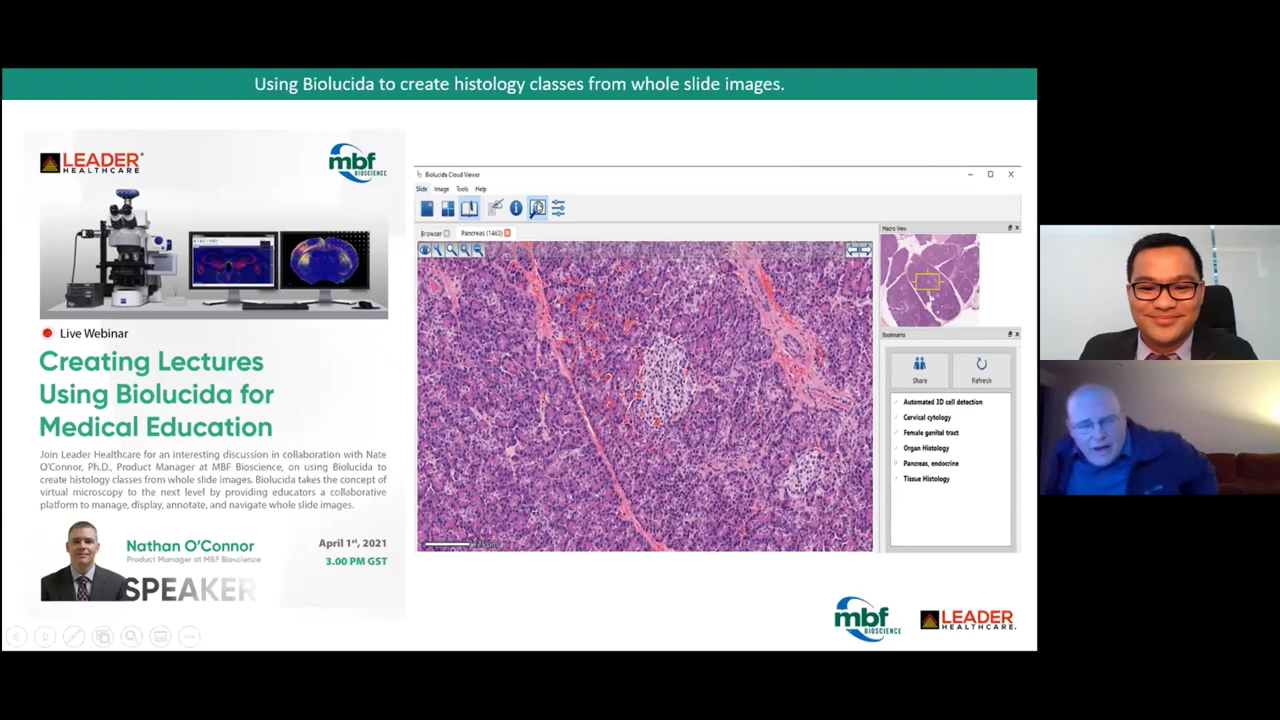 Using Biolucida to create histology classes from whole slide images.
LEADER
HEALTHCARE
mbf
BIOSCIENCE
Live Webinar
Creating Lectures
Using Biolucida for
Medical Education
Join Leader Healthcare for an interesting discussion in collaboration with Nate
O'Connor, Ph.D., Product Manager at MBF Bioscience, on using Biolucida to
create histology classes from whole slide images. Biolucida takes the concept of
virtual microscopy to the next level by providing educators a collaborative
platform to manage, display, annotate, and navigate whole slide images.
Nathan O'Connor
Product Manager at MBF Bioscience
SPEAKER
April 1st, 2021
3.00 PM GST
Biolucida Cloud Viewer
Slide Image Tools Help
Browser Pancreas (1463)
Macro View
Bookmarks
Share Refresh
Automated 3D cell detection
Cervical cytology
Female genital tract
Organ Histology
Pancreas, endocrine
Tissue Histology
mbf
BIOSCIENCE
LEADER
HEALTHCARE.